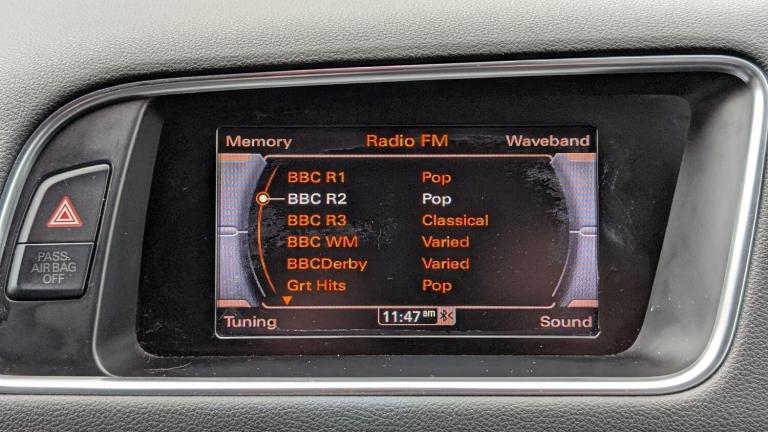 Memory Radio FM Waveband
BBC R1 Pop
BBC R2 Pop
BBC R3 Classical
BBC WM Varied
BBCDerby Varied
Grt Hits Pop
Tuning 11:47 am Sound
PASS.
AIR BAG
OFF